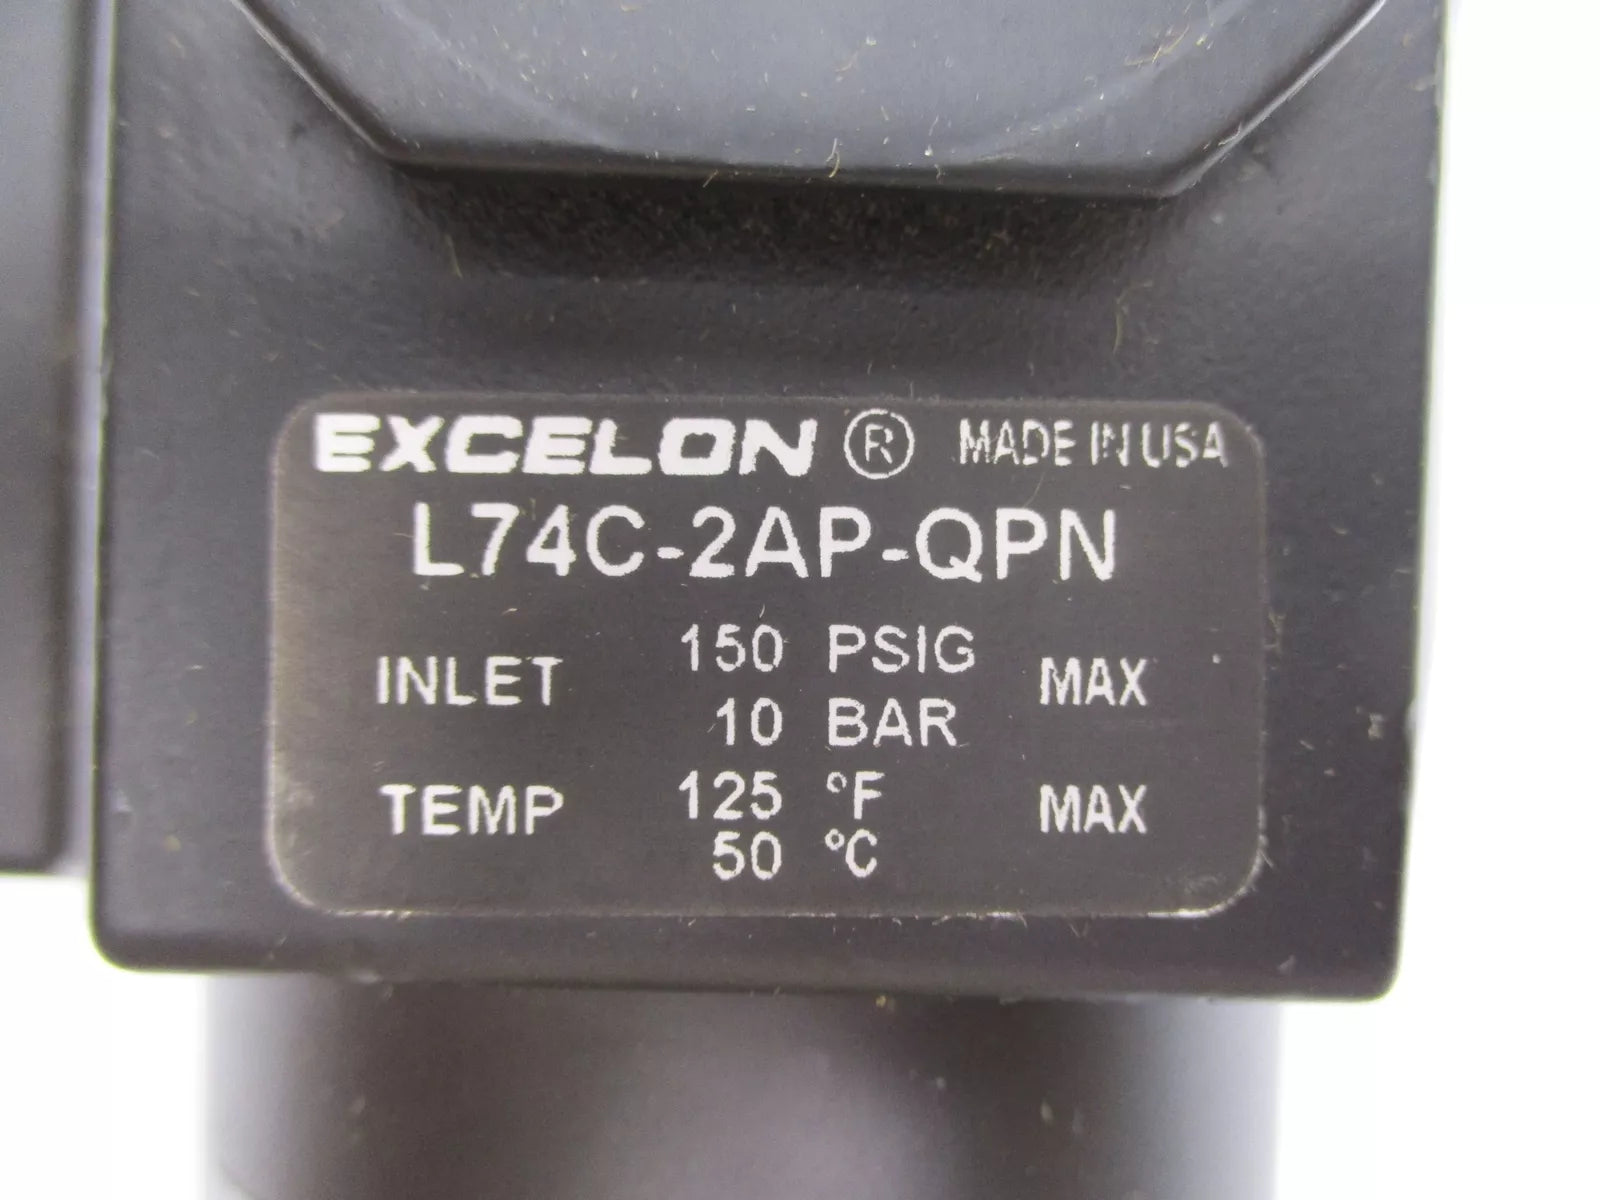 EXCELON ® MADE IN USA
L74C-2AP-QPN
INLET 150 PSIG MAX
10 BAR
TEMP 125 °F MAX
50 °C